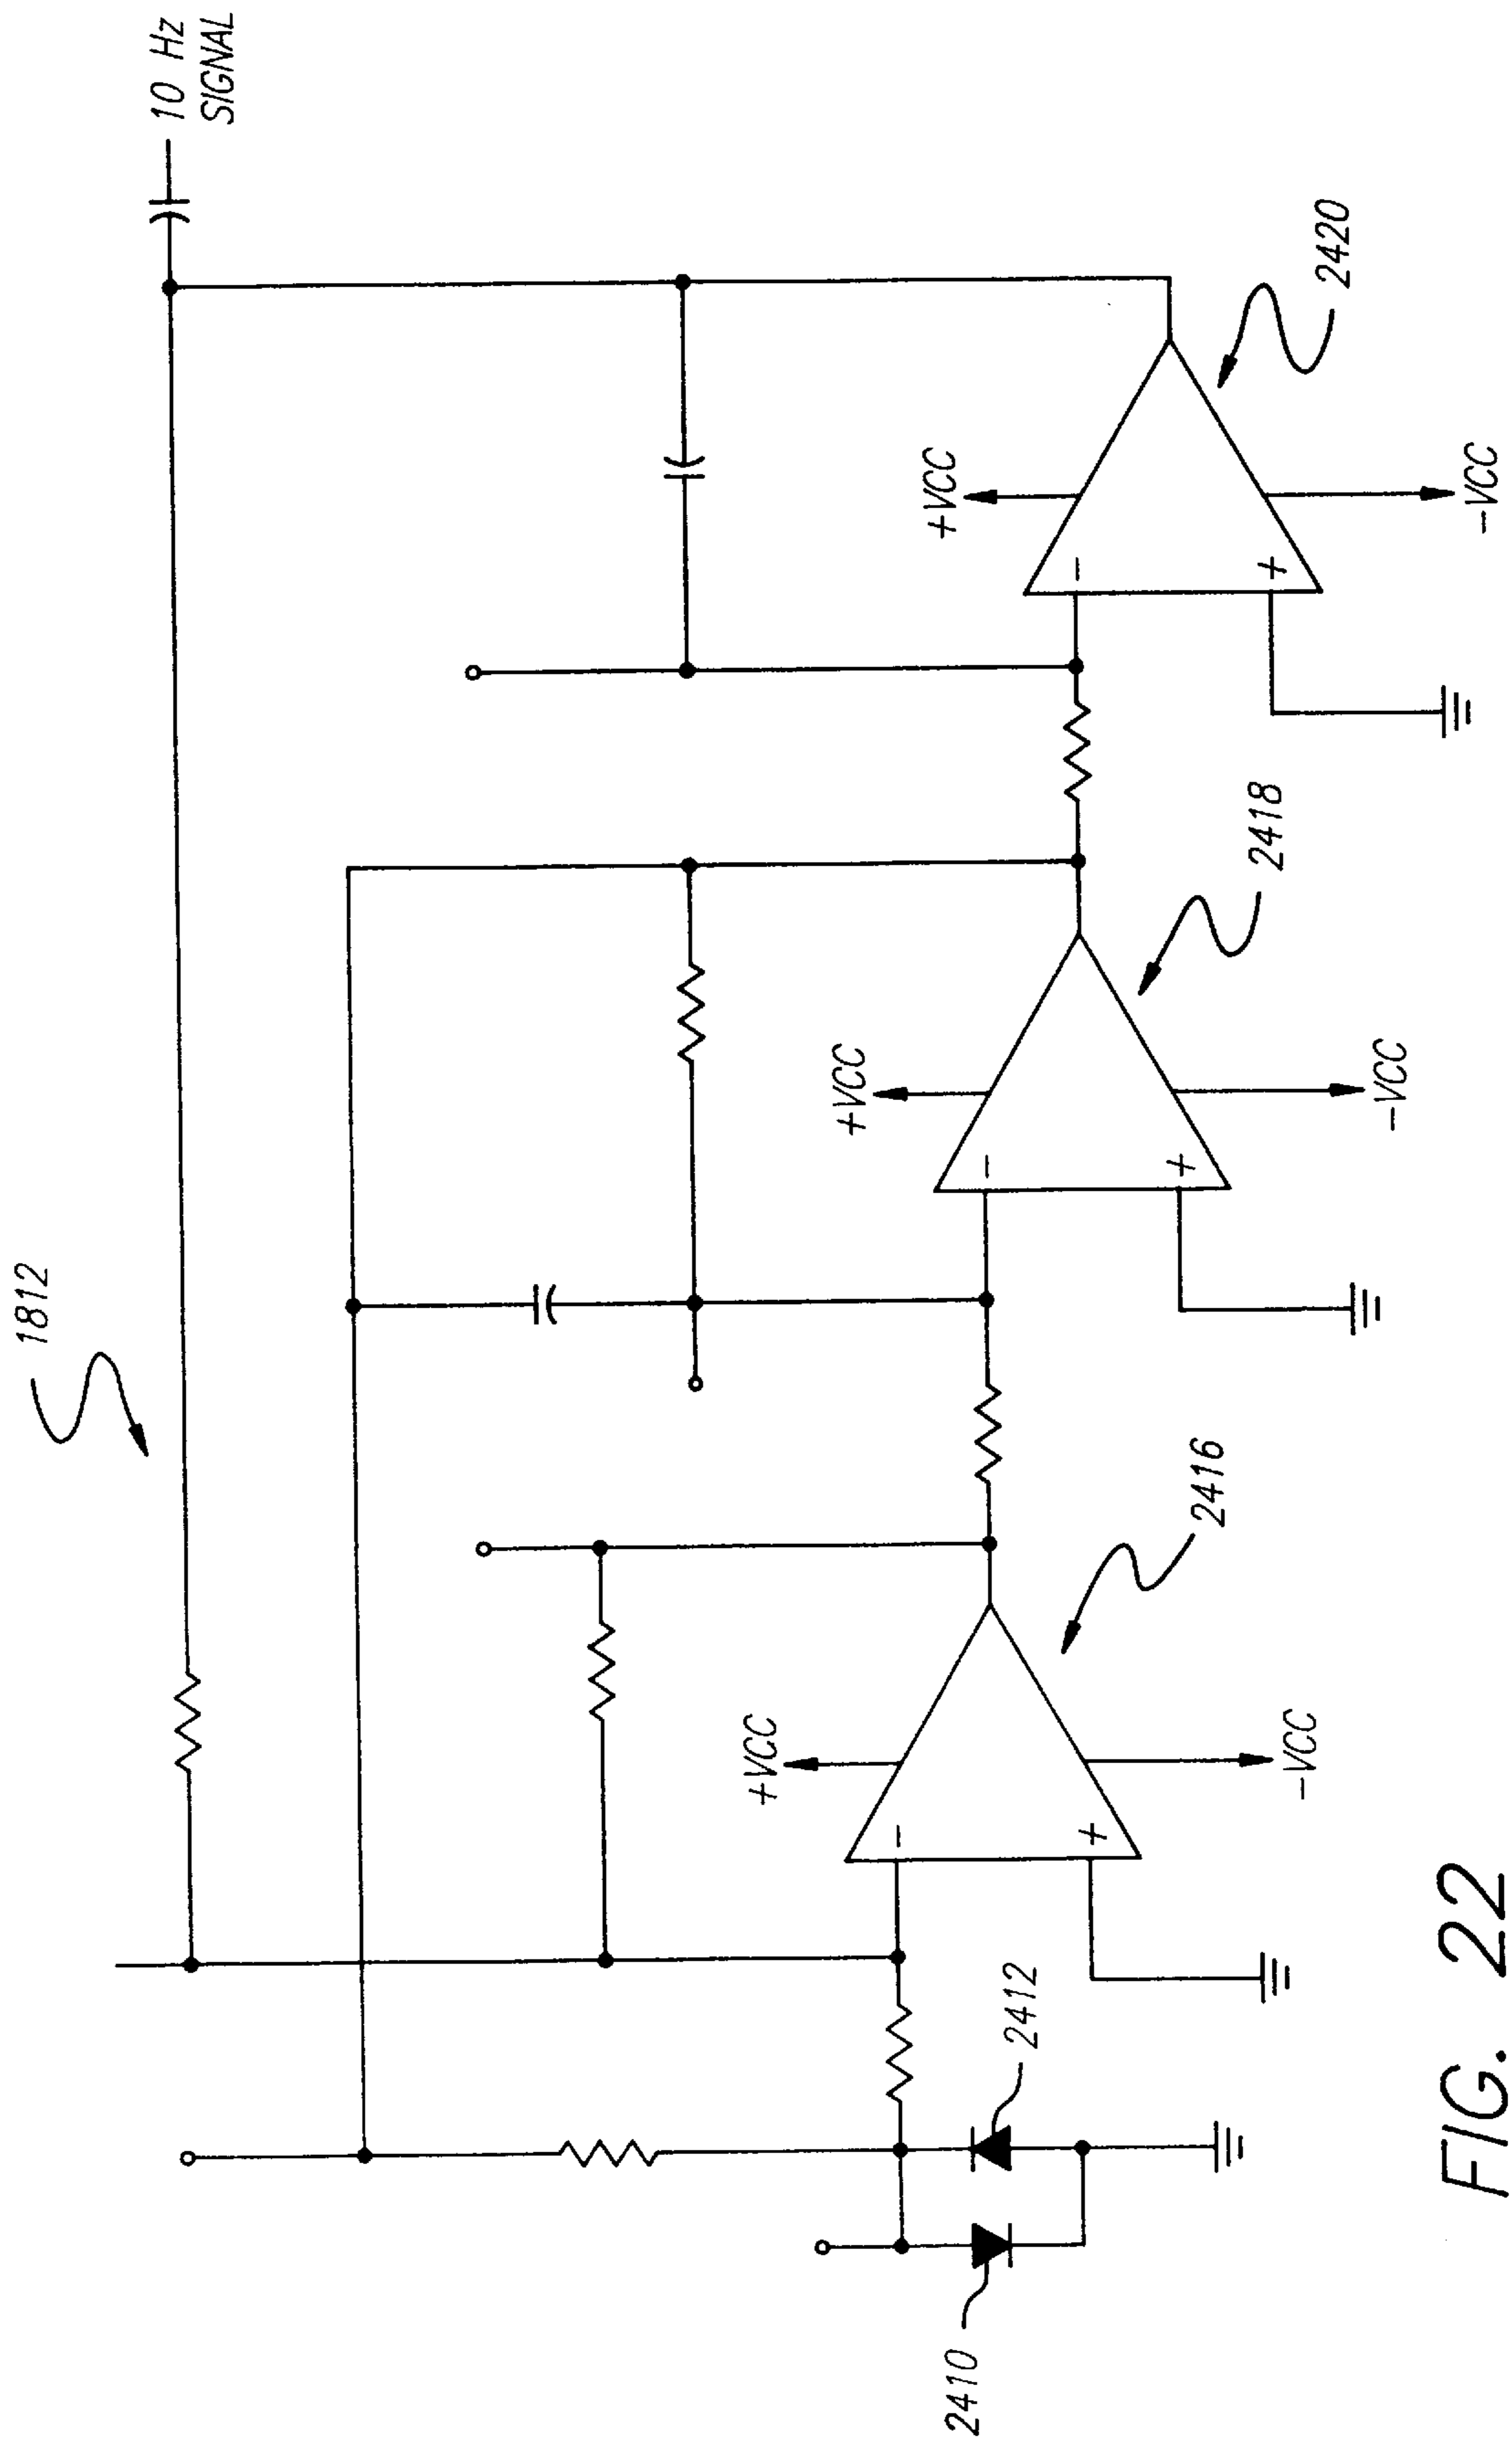 1812
10 Hz
SIGNAL
+VCC
+VCC
+VCC
−
+
−
+
−
+
2410
2412
2416
2418
2420
−VCC
−VCC
−VCC
FIG. 22